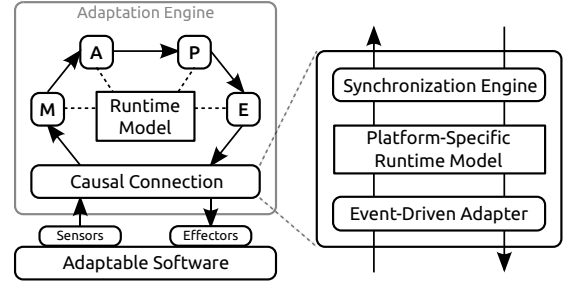 Adaptation Engine
A
P
M
Runtime
Model
E
Causal Connection
Sensors
Effectors
Adaptable Software
Synchronization Engine
Platform-Specific
Runtime Model
Event-Driven Adapter